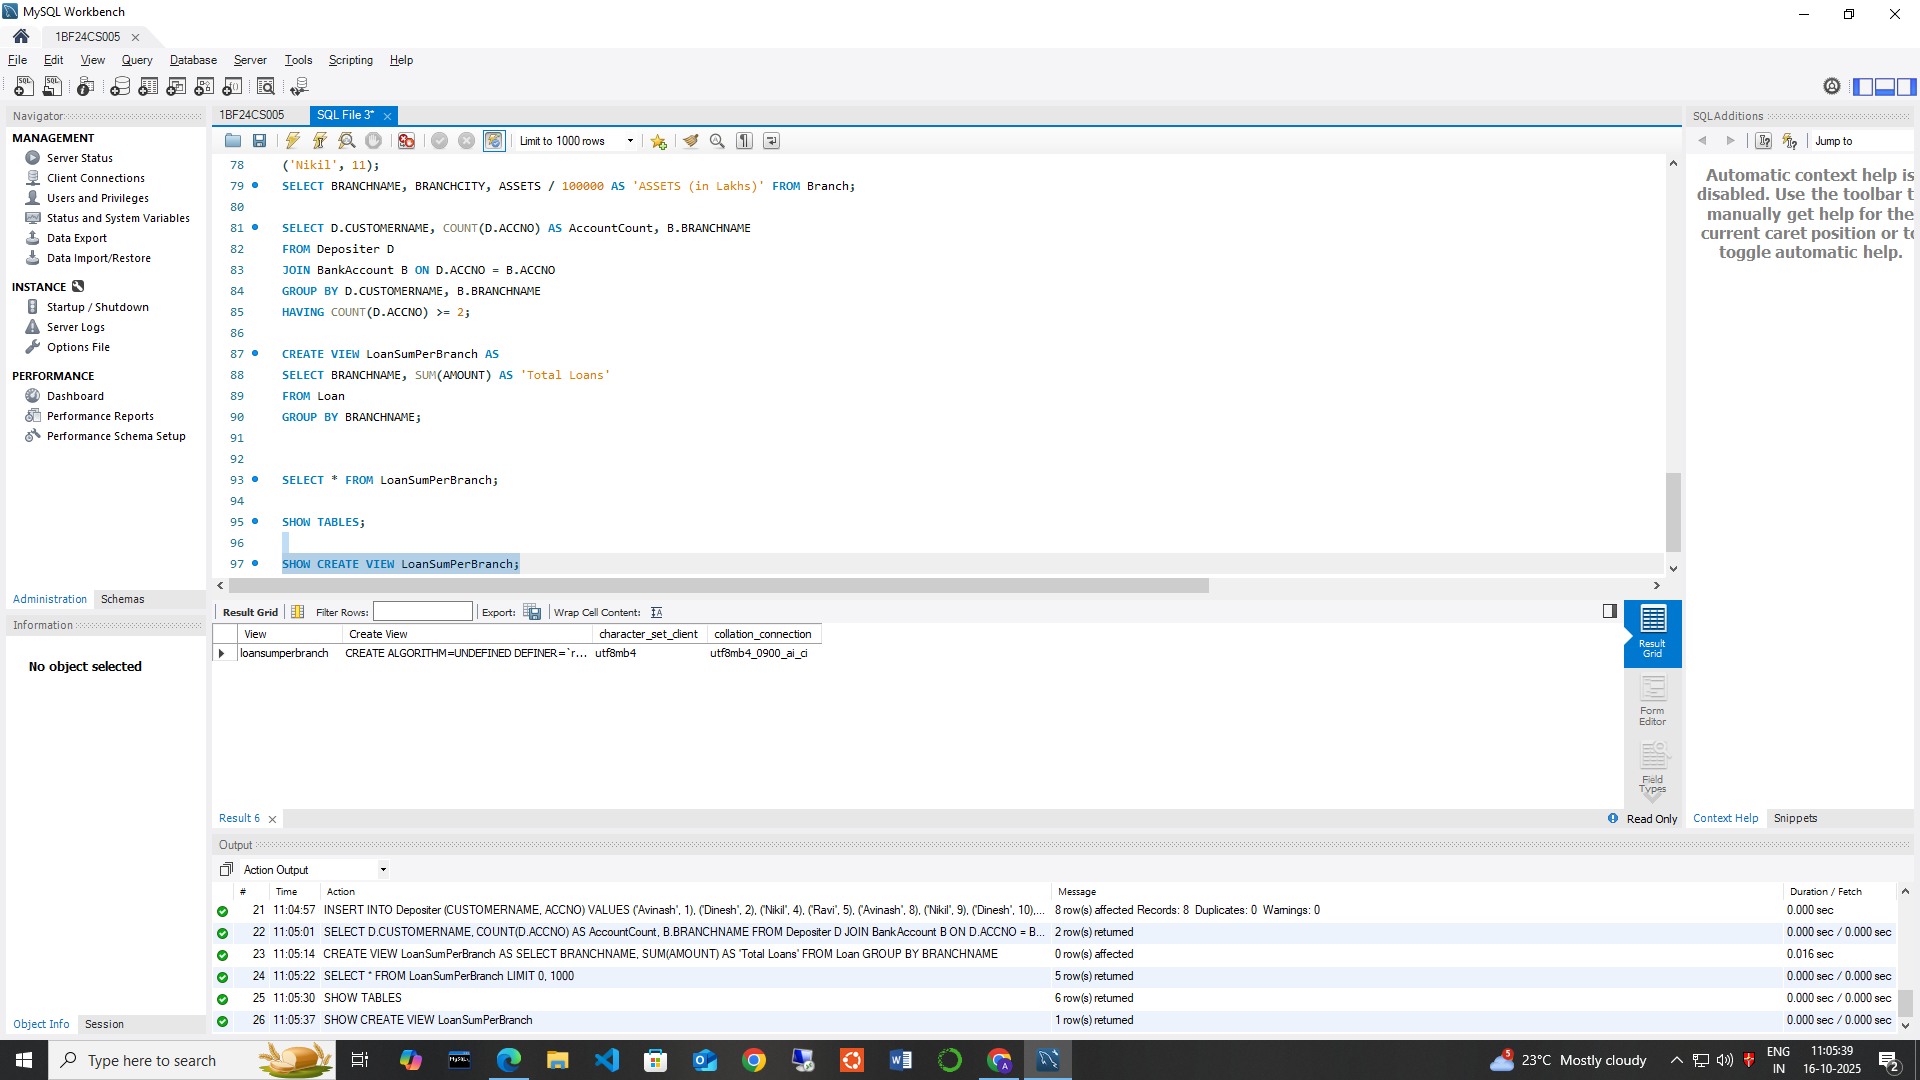 MySQL Workbench
1BF24CS005
File Edit View Query Database Server Tools Scripting Help
Navigator
MANAGEMENT
Server Status
Client Connections
Users and Privileges
Status and System Variables
Data Export
Data Import/Restore
INSTANCE
Startup / Shutdown
Server Logs
Options File
PERFORMANCE
Dashboard
Performance Reports
Performance Schema Setup
Administration Schemas
Information
No object selected
Object Info Session
1BF24CS005 SQL File 3*
Limit to 1000 rows
78 ('Nikil', 11);
79 SELECT BRANCHNAME, BRANCHCITY, ASSETS / 100000 AS 'ASSETS (in Lakhs)' FROM Branch;
80
81 SELECT D.CUSTOMERNAME, COUNT(D.ACCNO) AS AccountCount, B.BRANCHNAME
82 FROM Depositer D
83 JOIN BankAccount B ON D.ACCNO = B.ACCNO
84 GROUP BY D.CUSTOMERNAME, B.BRANCHNAME
85 HAVING COUNT(D.ACCNO) >= 2;
86
87 CREATE VIEW LoanSumPerBranch AS
88 SELECT BRANCHNAME, SUM(AMOUNT) AS 'Total Loans'
89 FROM Loan
90 GROUP BY BRANCHNAME;
91
92
93 SELECT * FROM LoanSumPerBranch;
94
95 SHOW TABLES;
96
97 SHOW CREATE VIEW LoanSumPerBranch;
Result Grid Filter Rows: Export: Wrap Cell Content:
View Create View character_set_client collation_connection
loansumperbranch CREATE ALGORITHM=UNDEFINED DEFINER=`r... utf8mb4 utf8mb4_0900_ai_ci
Result Grid
Form Editor
Field Types
Result 6
Read Only
SQLAdditions
Jump to
Automatic context help is
disabled. Use the toolbar t
manually get help for the
current caret position or to
toggle automatic help.
Context Help Snippets
Output
Action Output
# Time Action Message Duration / Fetch
21 11:04:57 INSERT INTO Depositer (CUSTOMERNAME, ACCNO) VALUES ('Avinash', 1), ('Dinesh', 2), ('Nikil', 4), ('Ravi', 5), ('Avinash', 8), ('Nikil', 9), ('Dinesh', 10),... 8 row(s) affected Records: 8 Duplicates: 0 Warnings: 0 0.000 sec
22 11:05:01 SELECT D.CUSTOMERNAME, COUNT(D.ACCNO) AS AccountCount, B.BRANCHNAME FROM Depositer D JOIN BankAccount B ON D.ACCNO = B... 2 row(s) returned 0.000 sec / 0.000 sec
23 11:05:14 CREATE VIEW LoanSumPerBranch AS SELECT BRANCHNAME, SUM(AMOUNT) AS 'Total Loans' FROM Loan GROUP BY BRANCHNAME 0 row(s) affected 0.016 sec
24 11:05:22 SELECT * FROM LoanSumPerBranch LIMIT 0, 1000 5 row(s) returned 0.000 sec / 0.000 sec
25 11:05:30 SHOW TABLES 6 row(s) returned 0.000 sec / 0.000 sec
26 11:05:37 SHOW CREATE VIEW LoanSumPerBranch 1 row(s) returned 0.000 sec / 0.000 sec
Type here to search
5
23°C Mostly cloudy
ENG
IN
11:05:39
16-10-2025
2